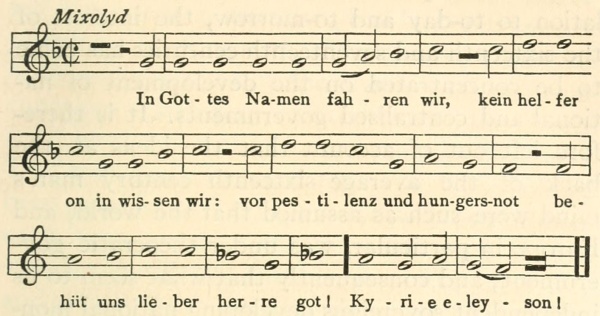 Mixolyd
In Got - tes Na-men fah - ren wir, kein hel - fer
on in wis - sen wir: vor pes - ti - lenz und hun-gers-not be -
hüt uns lie - ber her - re got! Ky - ri - e e - ley - son!